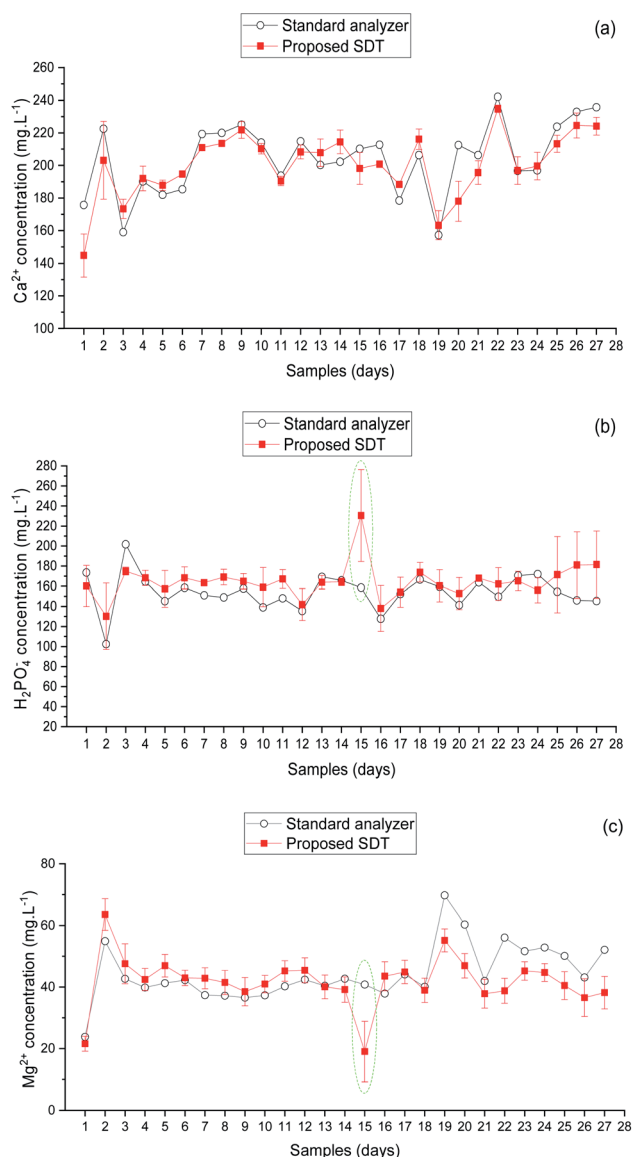 Standard analyzer
Proposed SDT
(a)
260
240
220
200
180
160
140
120
100
Ca²⁺ concentration (mg.L⁻¹)
1 2 3 4 5 6 7 8 9 10 11 12 13 14 15 16 17 18 19 20 21 22 23 24 25 26 27 28
Samples (days)
Standard analyzer
Proposed SDT
(b)
280
260
240
220
200
180
160
140
120
100
80
60
40
20
H₂PO₄⁻ concentration (mg.L⁻¹)
1 2 3 4 5 6 7 8 9 10 11 12 13 14 15 16 17 18 19 20 21 22 23 24 25 26 27 28
Samples (days)
Standard analyzer
Proposed SDT
(c)
80
60
40
20
0
Mg²⁺ concentration (mg.L⁻¹)
1 2 3 4 5 6 7 8 9 10 11 12 13 14 15 16 17 18 19 20 21 22 23 24 25 26 27 28
Samples (days)